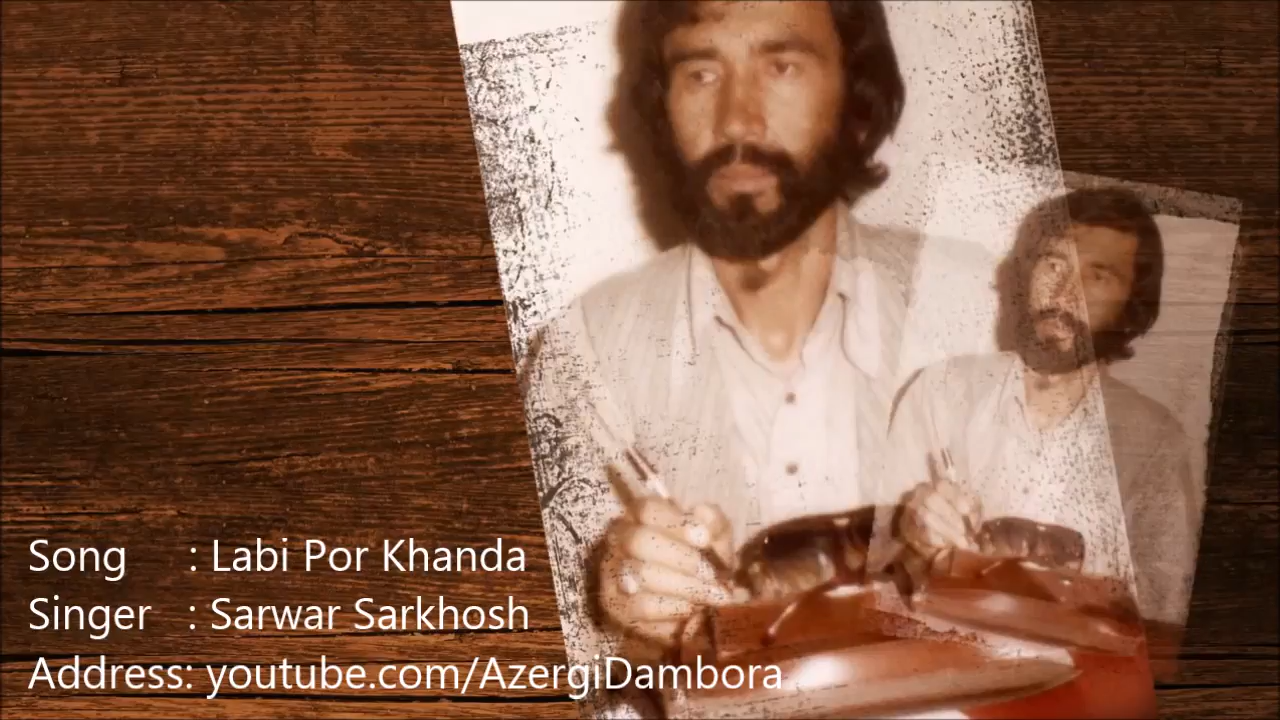 Song : Labi Por Khanda
Singer : Sarwar Sarkhosh
Address: youtube.com/AzergiDambora